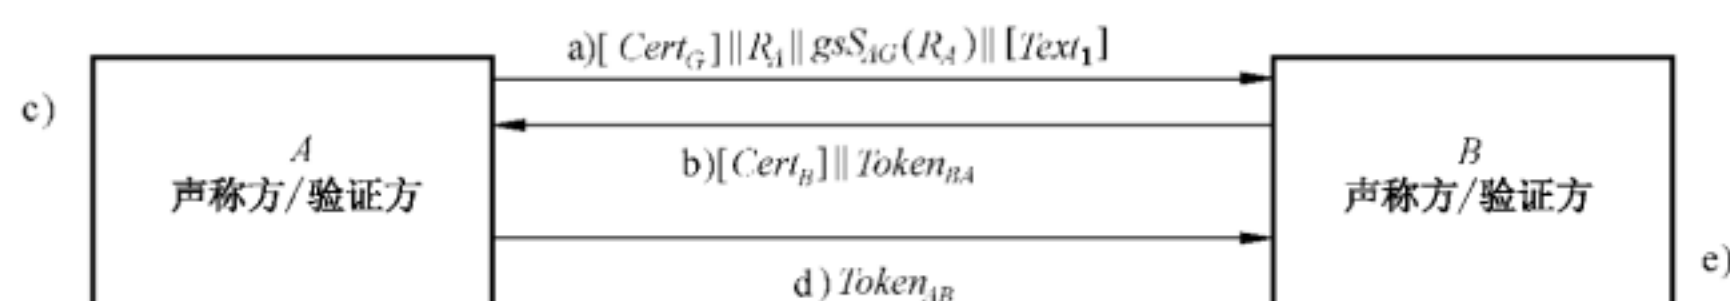 a)[ Cert_G]||R_A||gsS_AG(R_A)||[Text_1]
c)
A
声称方/验证方
B
声称方/验证方
b)[Cert_B]||Token_BA
d) Token_AB
e)